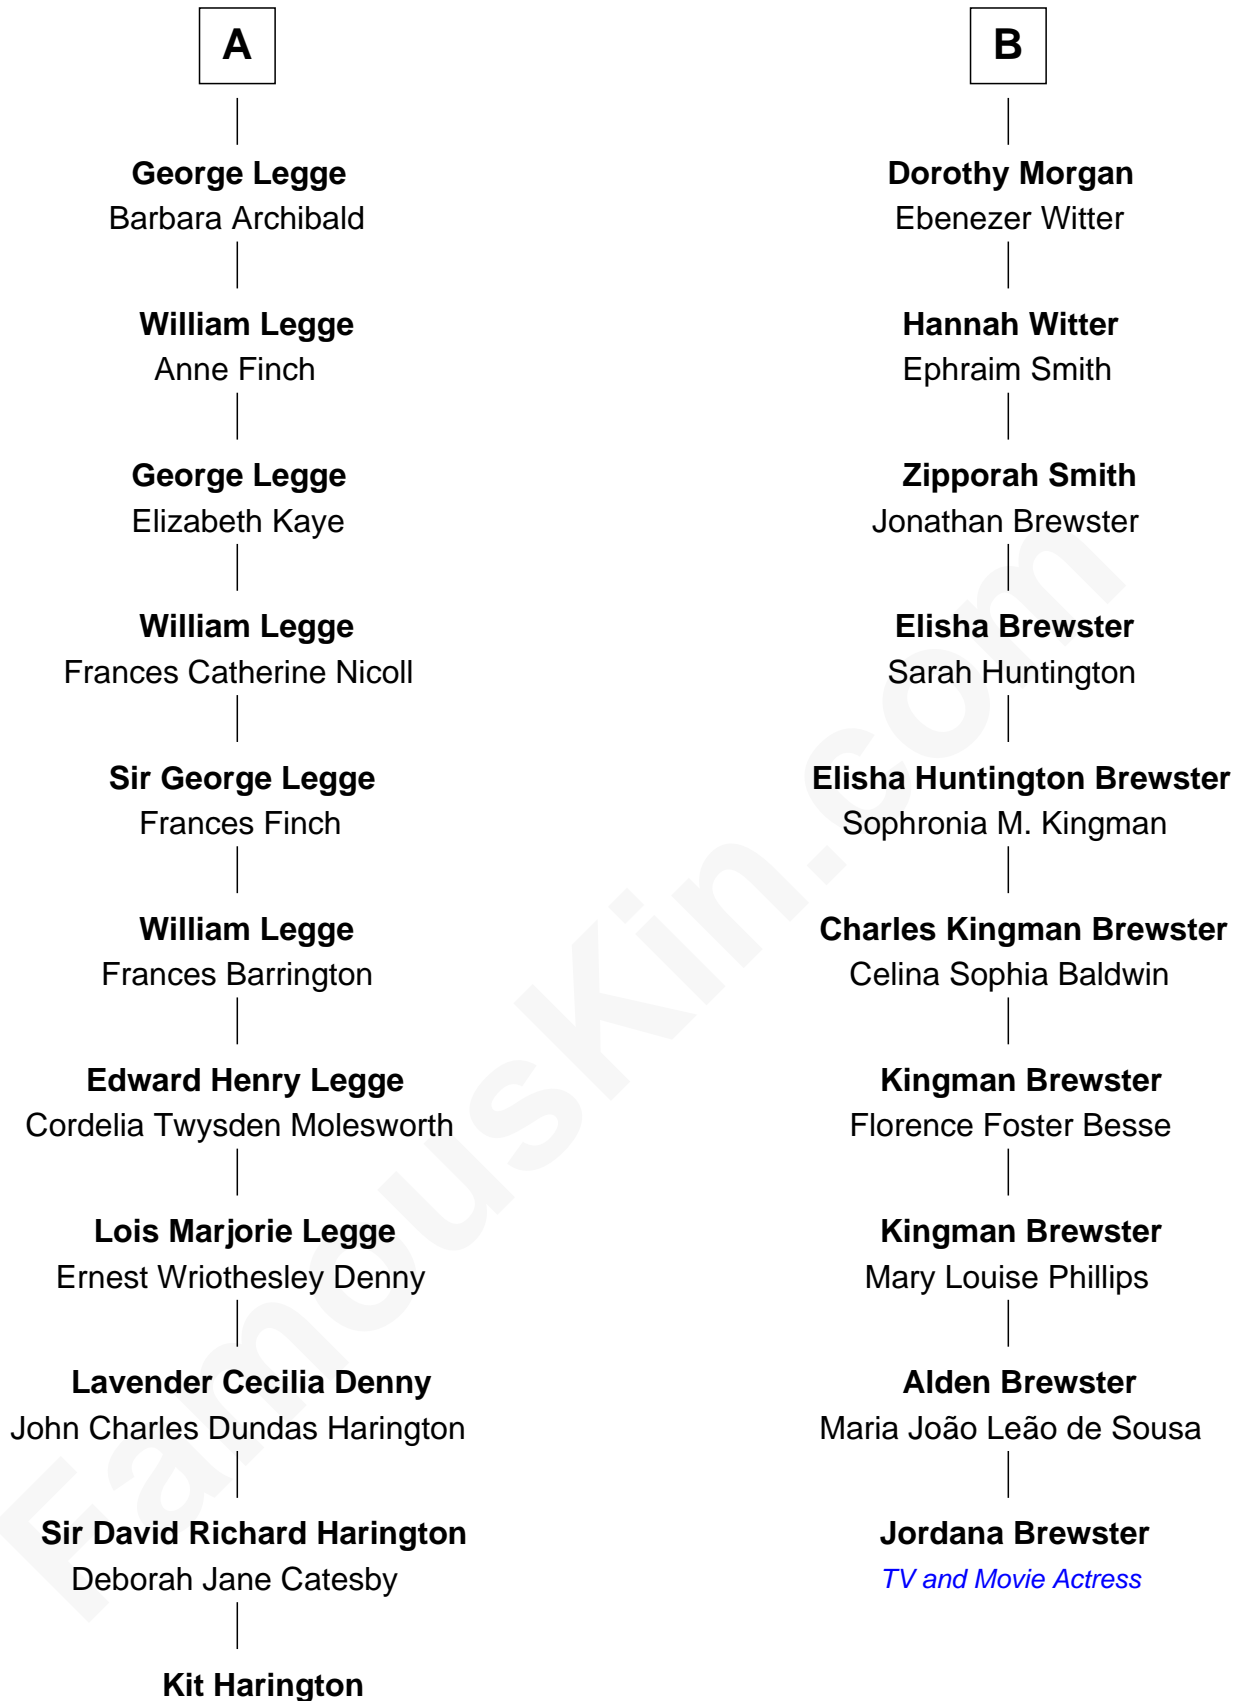 A
George Legge
Barbara Archibald
William Legge
Anne Finch
George Legge
Elizabeth Kaye
William Legge
Frances Catherine Nicoll
Sir George Legge
Frances Finch
William Legge
Frances Barrington
Edward Henry Legge
Cordelia Twysden Molesworth
Lois Marjorie Legge
Ernest Wriothesley Denny
Lavender Cecilia Denny
John Charles Dundas Harington
Sir David Richard Harington
Deborah Jane Catesby
Kit Harington
B
Dorothy Morgan
Ebenezer Witter
Hannah Witter
Ephraim Smith
Zipporah Smith
Jonathan Brewster
Elisha Brewster
Sarah Huntington
Elisha Huntington Brewster
Sophronia M. Kingman
Charles Kingman Brewster
Celina Sophia Baldwin
Kingman Brewster
Florence Foster Besse
Kingman Brewster
Mary Louise Phillips
Alden Brewster
Maria João Leão de Sousa
Jordana Brewster
TV and Movie Actress
FamousKin.com